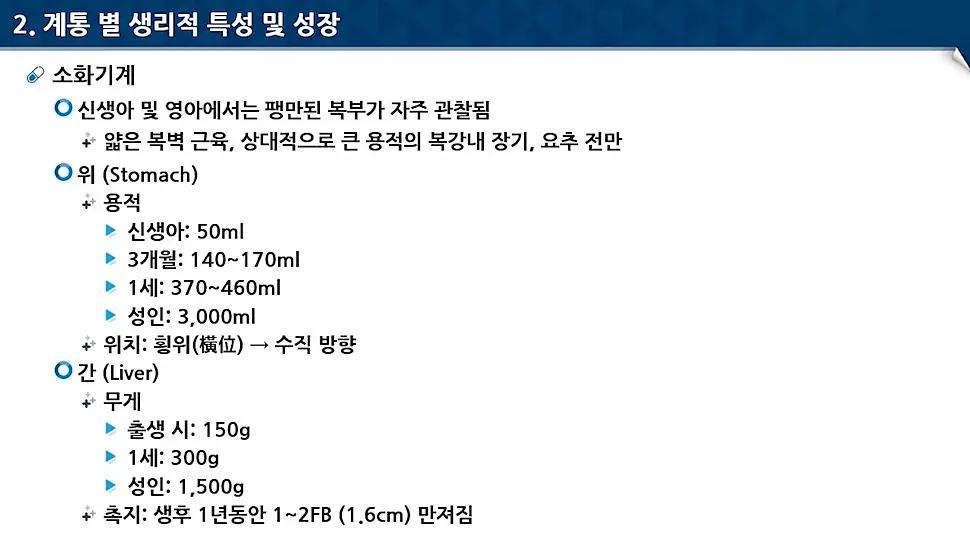 2. 계통 별 생리적 특성 및 성장
소화기계
신생아 및 영아에서는 팽만된 복부가 자주 관찰됨
얇은 복벽 근육, 상대적으로 큰 용적의 복강내 장기, 요추 전만
위 (Stomach)
용적
신생아: 50ml
3개월: 140~170ml
1세: 370~460ml
성인: 3,000ml
위치: 횡위(橫位) → 수직 방향
간 (Liver)
무게
출생 시: 150g
1세: 300g
성인: 1,500g
촉지: 생후 1년동안 1~2FB (1.6cm) 만져짐